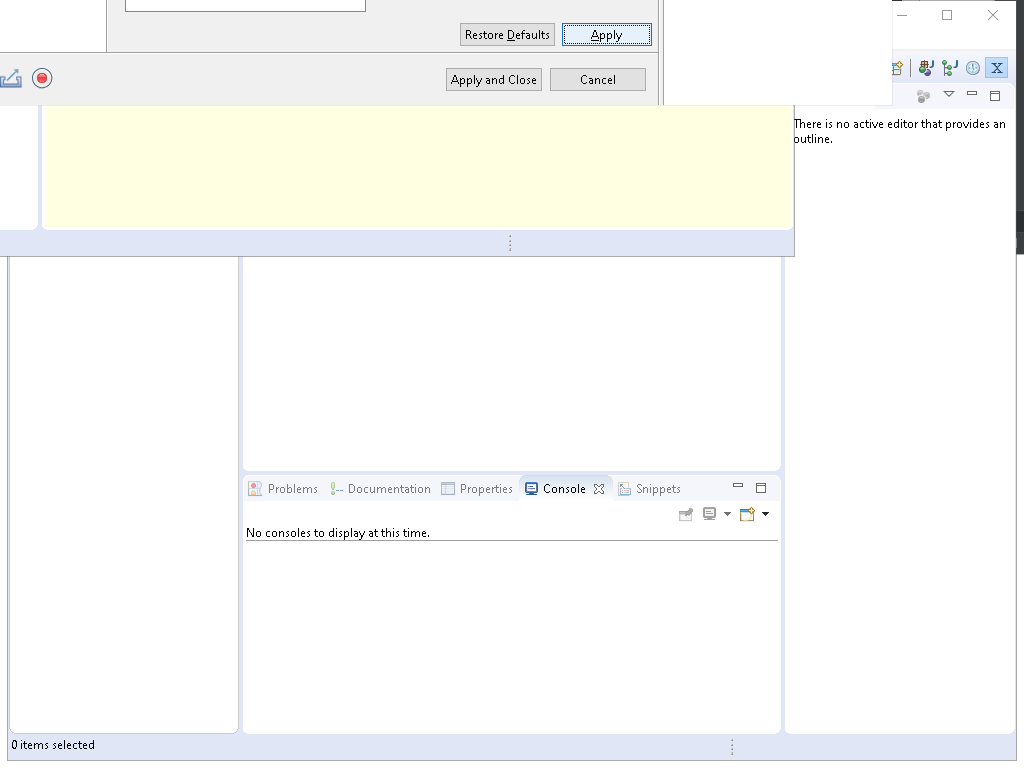 Restore Defaults
Apply
Apply and Close
Cancel
X
There is no active editor that provides an
outline.
Problems
Documentation
Properties
Console
Snippets
No consoles to display at this time.
0 items selected